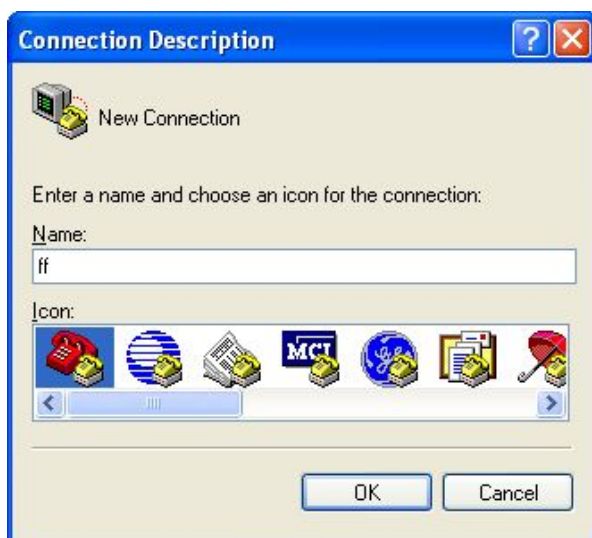 Connection Description
New Connection
Enter a name and choose an icon for the connection:
Name:
ff
Icon:
MCI
OK Cancel